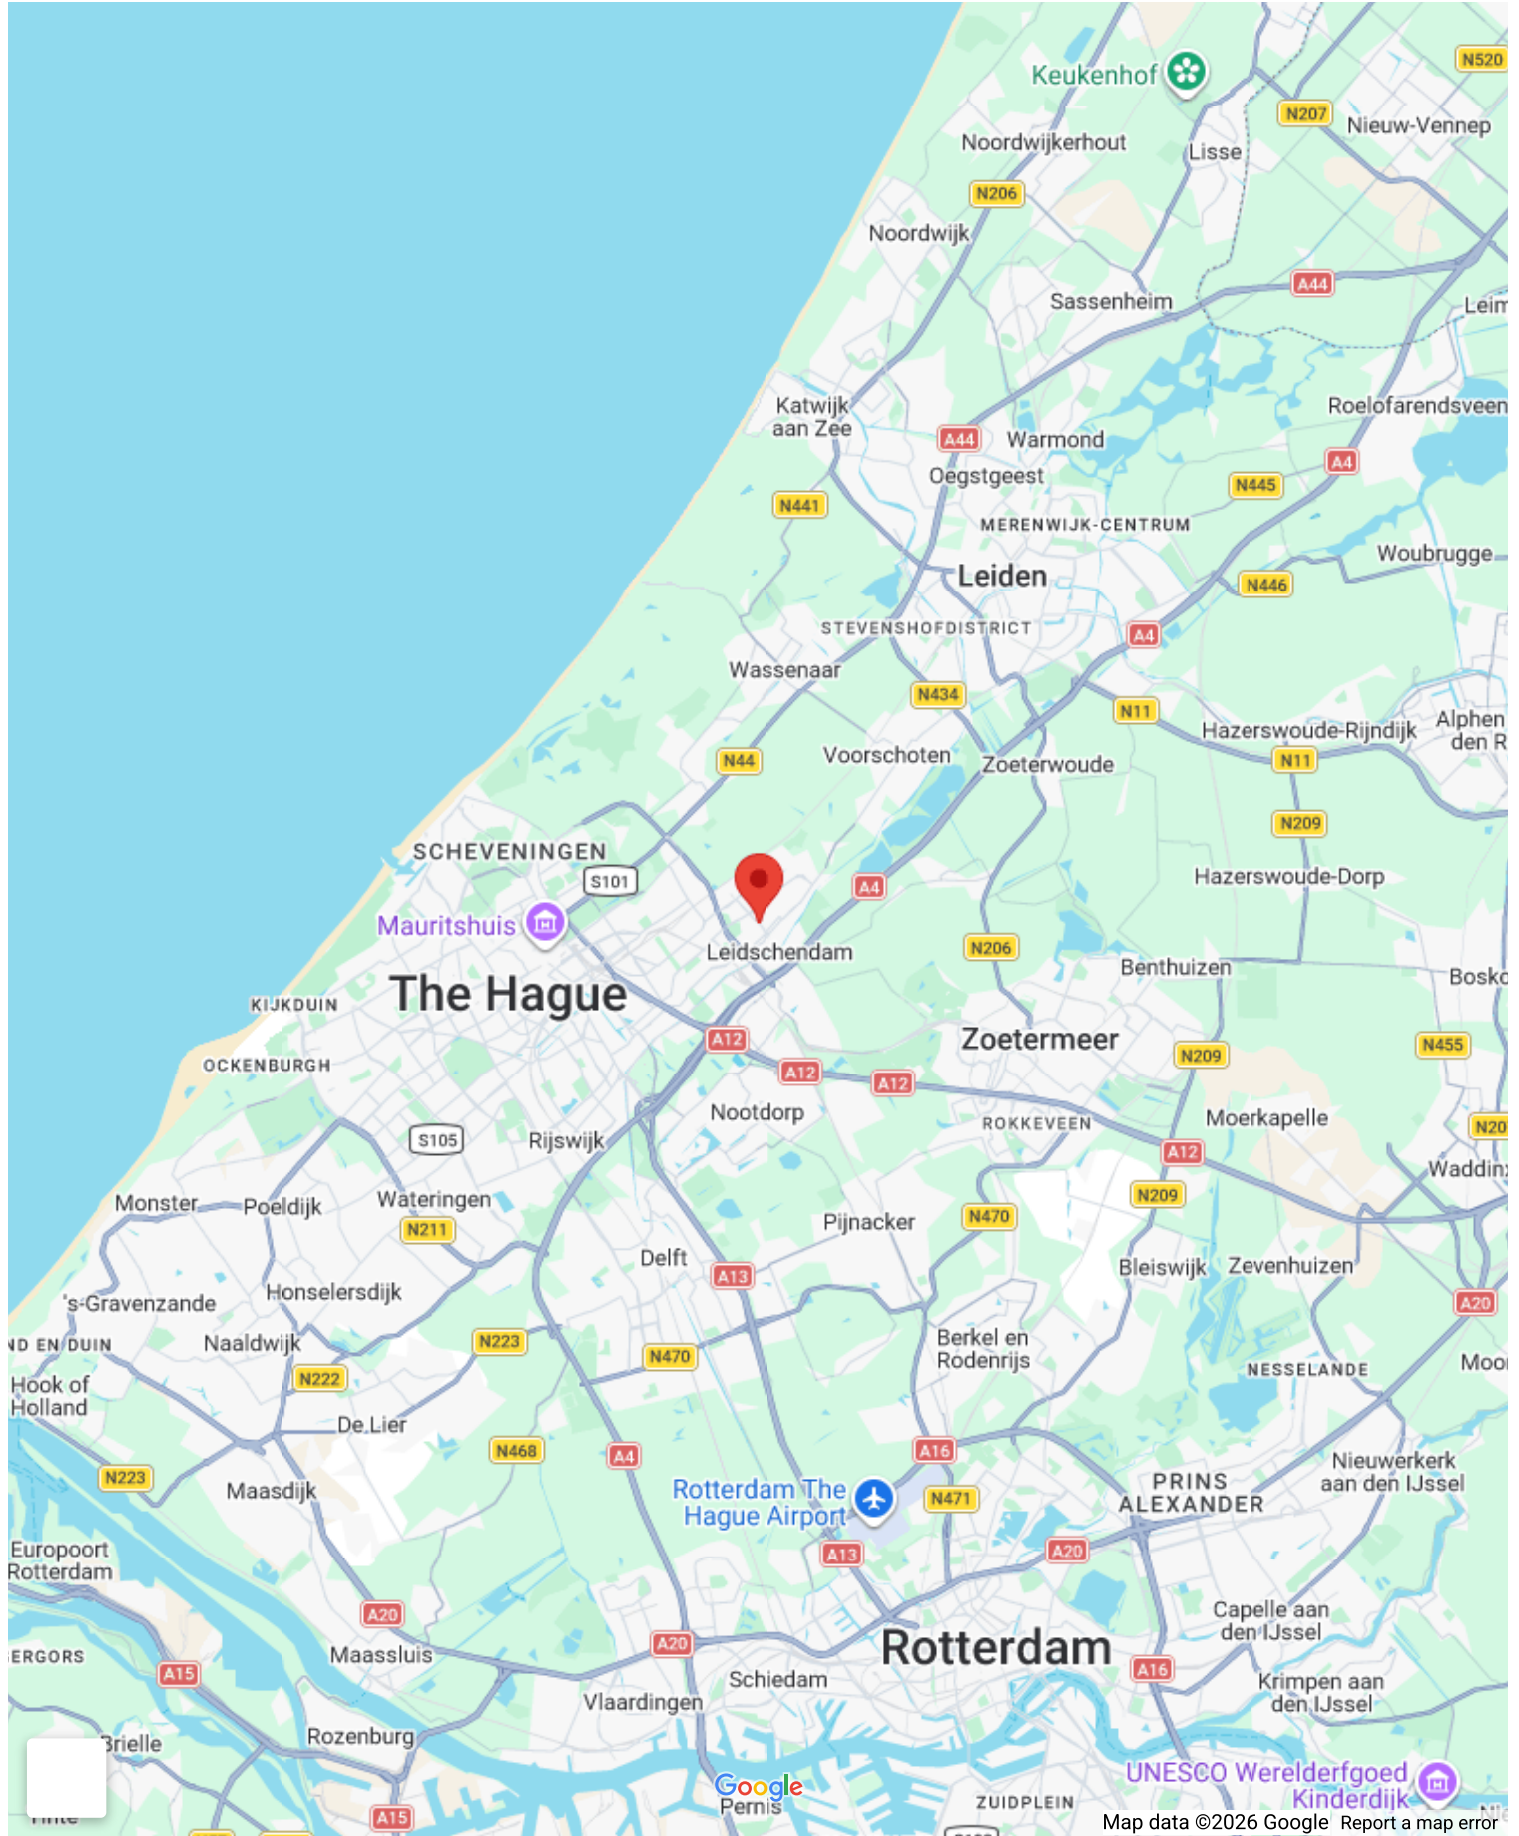 N520
Keukenhof
N207
Nieuw-Vennep
Noordwijkerhout
Lisse
N206
Noordwijk
A44
Sassenheim
Leim
Katwijk
aan Zee
Roelofarendsveen
A44
Warmond
A4
Oegstgeest
N445
N441
MERENWIJK-CENTRUM
Woubrugge
Leiden
N446
STEVENSHOFDISTRICT
A4
Wassenaar
N434
N11
Hazerswoude-Rijndijk
Alphen
den R
N44
Voorschoten
Zoeterwoude
N11
N209
SCHEVENINGEN
S101
A4
Hazerswoude-Dorp
Mauritshuis
Leidschendam
N206
Benthuizen
Bosko
The Hague
KIJKDUIN
A12
Zoetermeer
N209
N455
OCKENBURGH
A12
A12
Nootdorp
ROKKEVEEN
Moerkapelle
N20
S105
Rijswijk
A12
Waddinx
Monster
Poeldijk
Wateringen
N209
N211
Pijnacker
N470
Delft
A13
Bleiswijk
Zevenhuizen
's-Gravenzande
Honselersdijk
A20
ND EN DUIN
Naaldwijk
N223
N470
Berkel en
Rodenrijs
NESSELANDE
Moor
Hook of
Holland
N222
De Lier
N468
A4
A16
N223
Maasdijk
Rotterdam The
Hague Airport
N471
PRINS
ALEXANDER
Nieuwerkerk
aan den IJssel
Europoort
Rotterdam
A13
A20
A20
Capelle aan
den IJssel
BERGORS
Maassluis
A20
Rotterdam
A15
Schiedam
A16
Vlaardingen
Krimpen aan
den IJssel
Brielle
Rozenburg
Google
Pernis
UNESCO Werelderfgoed
Kinderdijk
A15
ZUIDPLEIN
Map data ©2026 Google
Report a map error